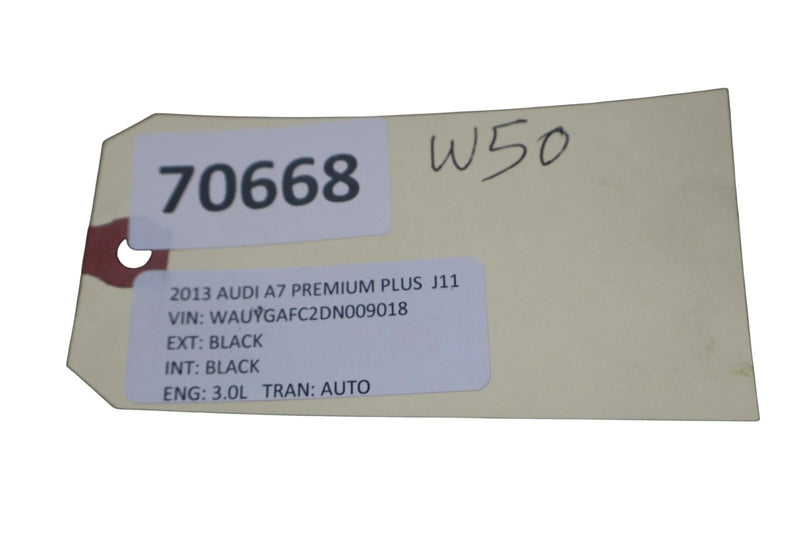 70668
W50
2013 AUDI A7 PREMIUM PLUS J11
VIN: WAUYGAFC2DN009018
EXT: BLACK
INT: BLACK
ENG: 3.0L TRAN: AUTO